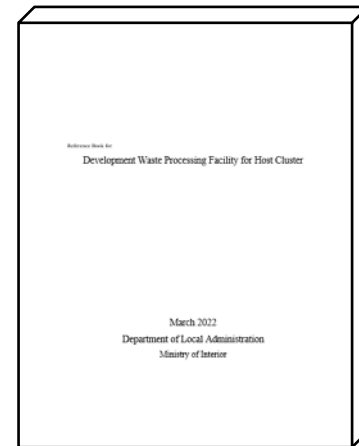 Reference Book for
Development Waste Processing Facility for Host Cluster
March 2022
Department of Local Administration
Ministry of Interior